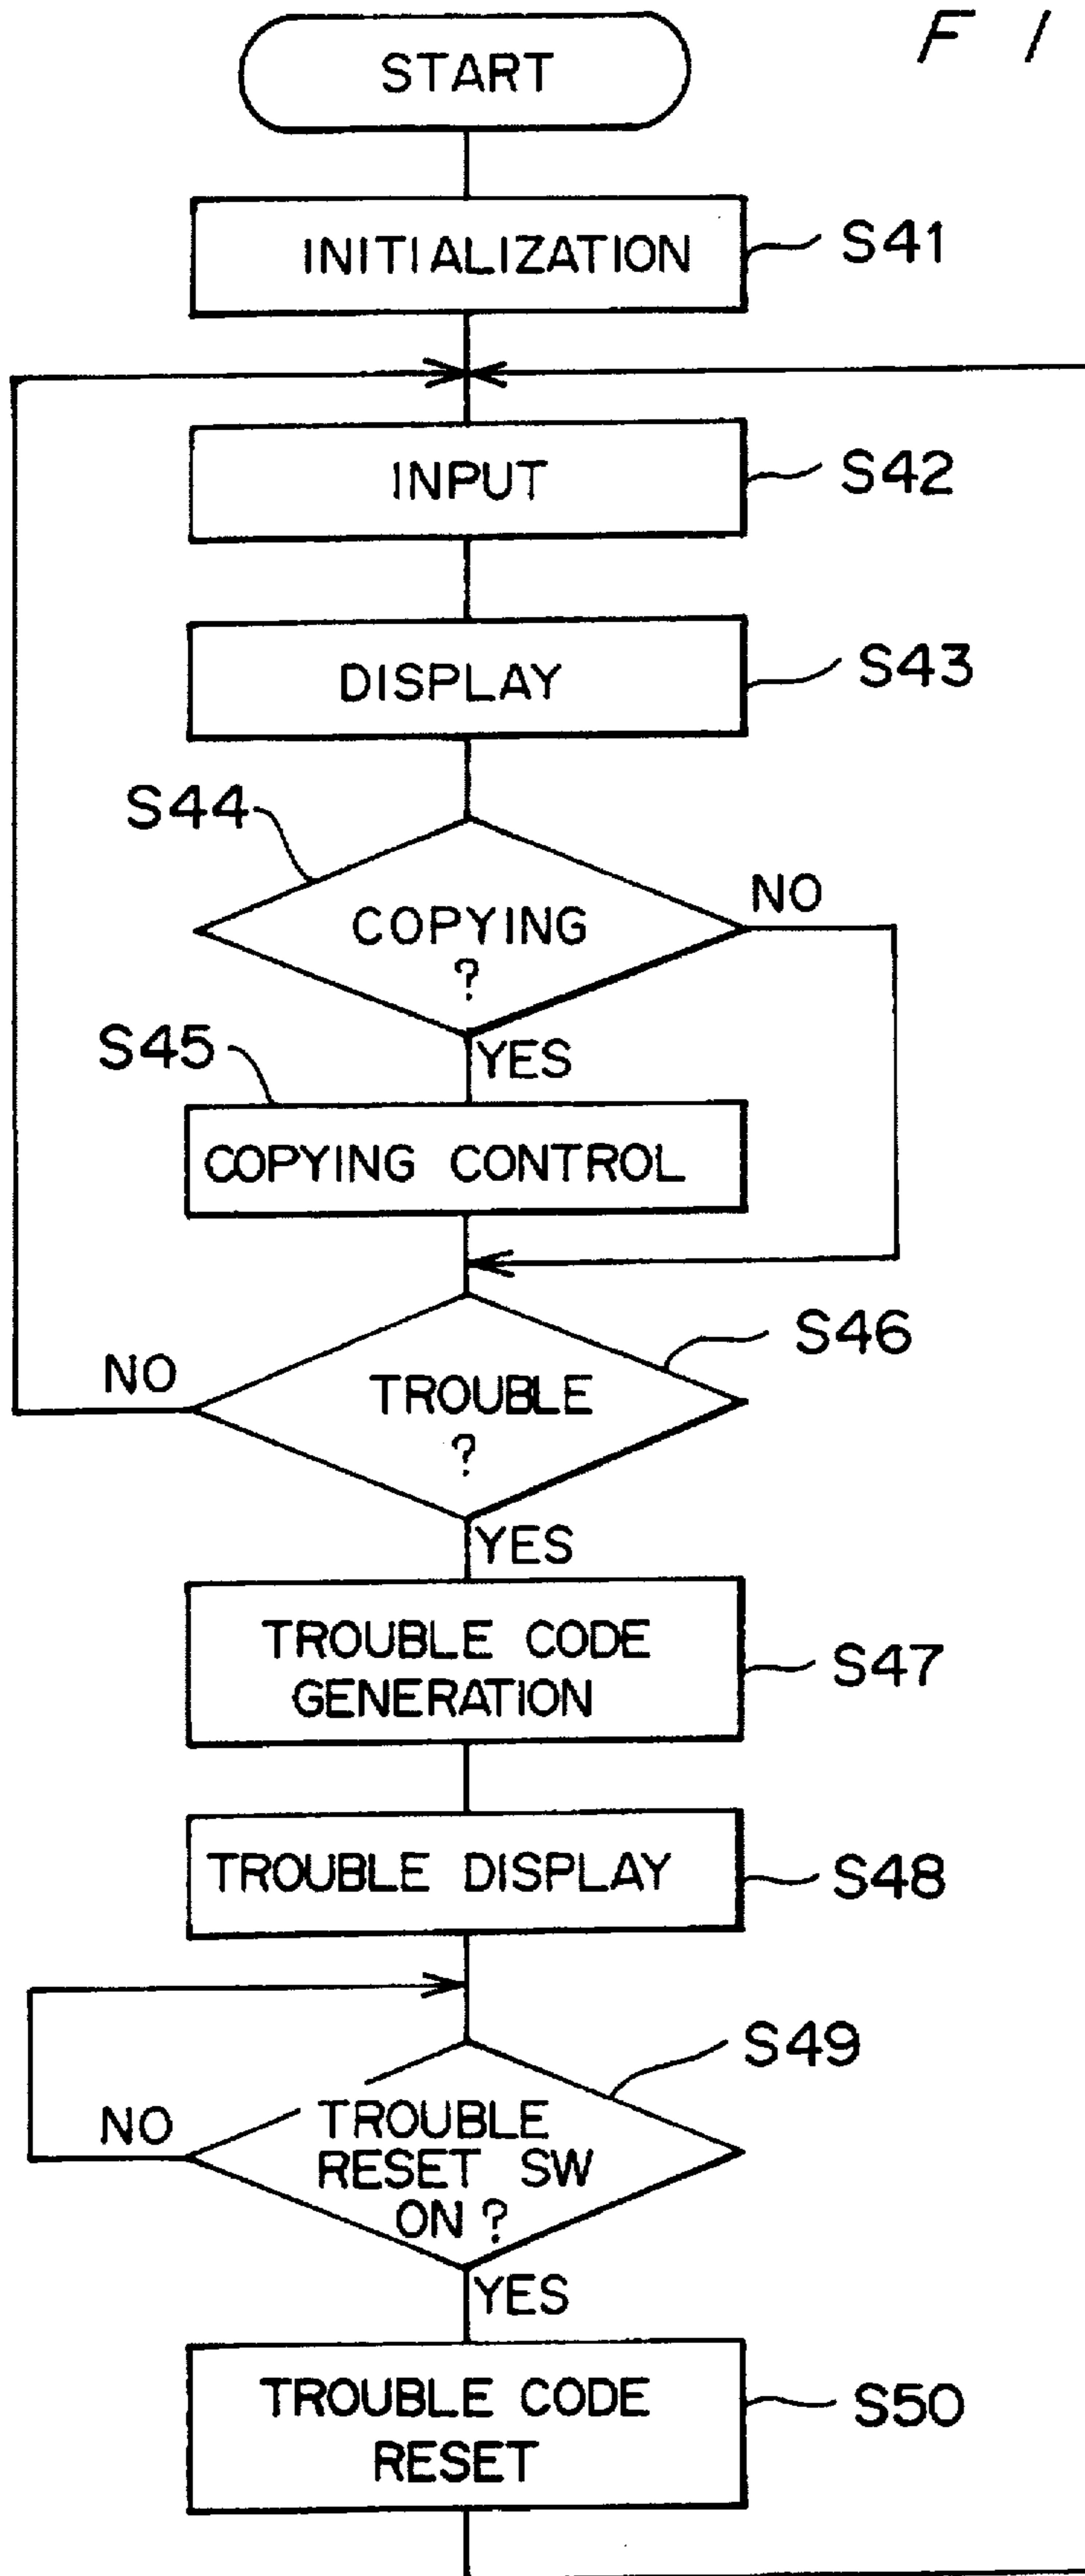 F I
START
INITIALIZATION
S41
INPUT
S42
DISPLAY
S43
S44
COPYING
?
NO
YES
S45
COPYING CONTROL
S46
TROUBLE
?
NO
YES
TROUBLE CODE
GENERATION
S47
TROUBLE DISPLAY
S48
S49
TROUBLE
RESET SW
ON ?
NO
YES
TROUBLE CODE
RESET
S50